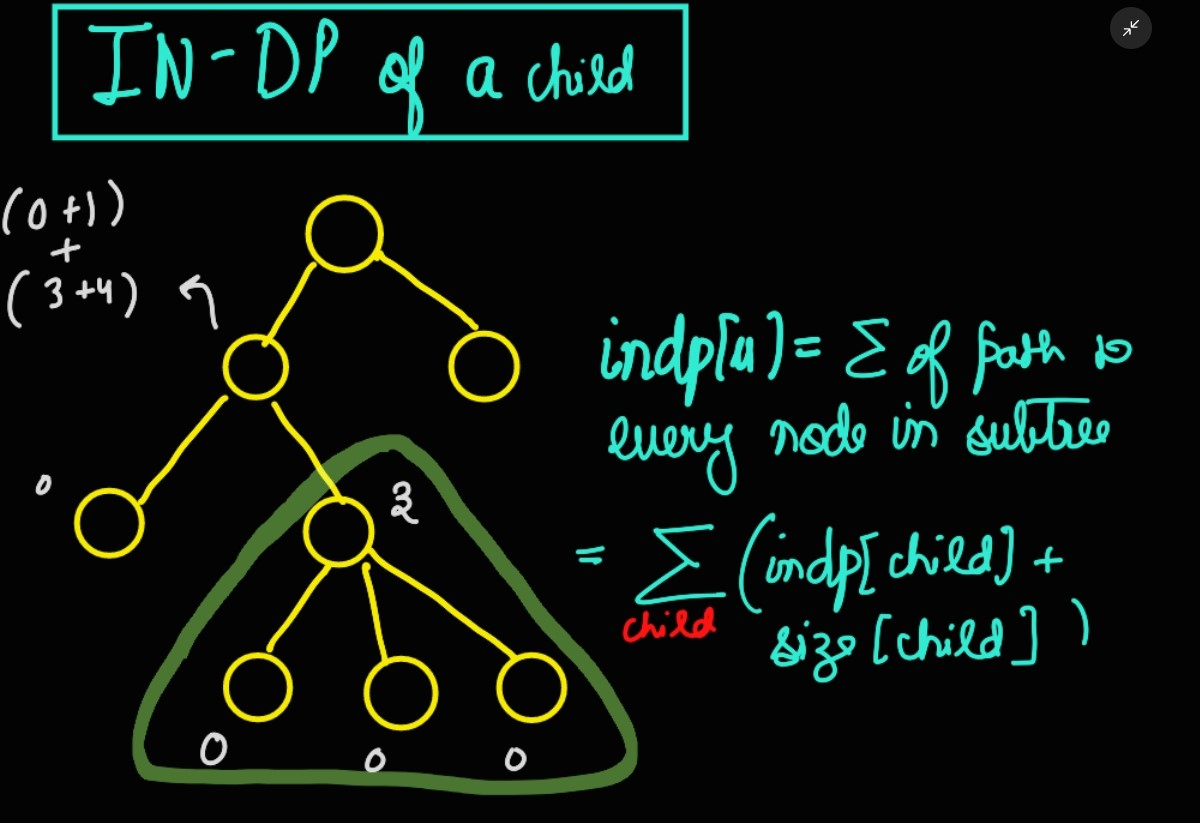 IN-DP of a child
(0+1)
+
(3+4)
indp[u] = Σ of path to
every node in subtree
0
3
= Σ (indp[child] +
child
size[child])
0
0
0